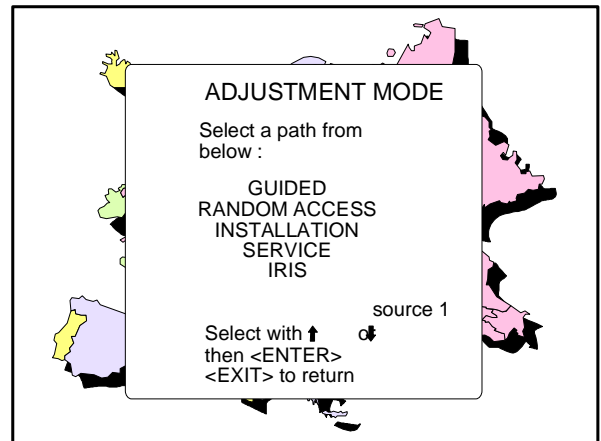 ADJUSTMENT MODE
Select a path from
below :
GUIDED
RANDOM ACCESS
INSTALLATION
SERVICE
IRIS
source 1
Select with ⬆ or ⬇
then <ENTER>
<EXIT> to return